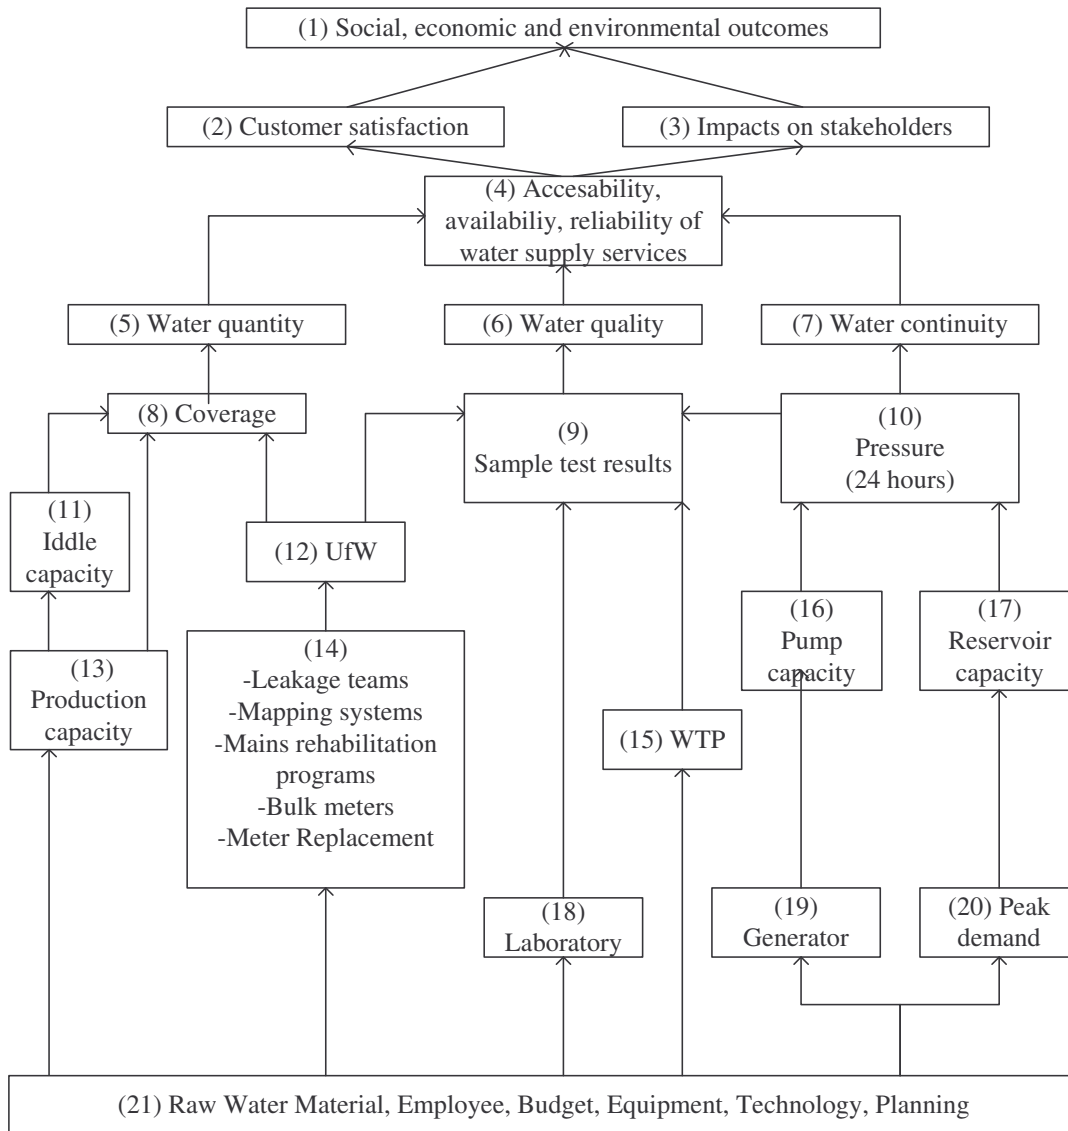 (1) Social, economic and environmental outcomes
(2) Customer satisfaction
(3) Impacts on stakeholders
(4) Accesability,
availabiliy, reliability of
water supply services
(5) Water quantity
(6) Water quality
(7) Water continuity
(8) Coverage
(9)
Sample test results
(10)
Pressure
(24 hours)
(11)
Iddle
capacity
(12) UfW
(13)
Production
capacity
(14)
-Leakage teams
-Mapping systems
-Mains rehabilitation
programs
-Bulk meters
-Meter Replacement
(15) WTP
(16)
Pump
capacity
(17)
Reservoir
capacity
(18)
Laboratory
(19)
Generator
(20) Peak
demand
(21) Raw Water Material, Employee, Budget, Equipment, Technology, Planning